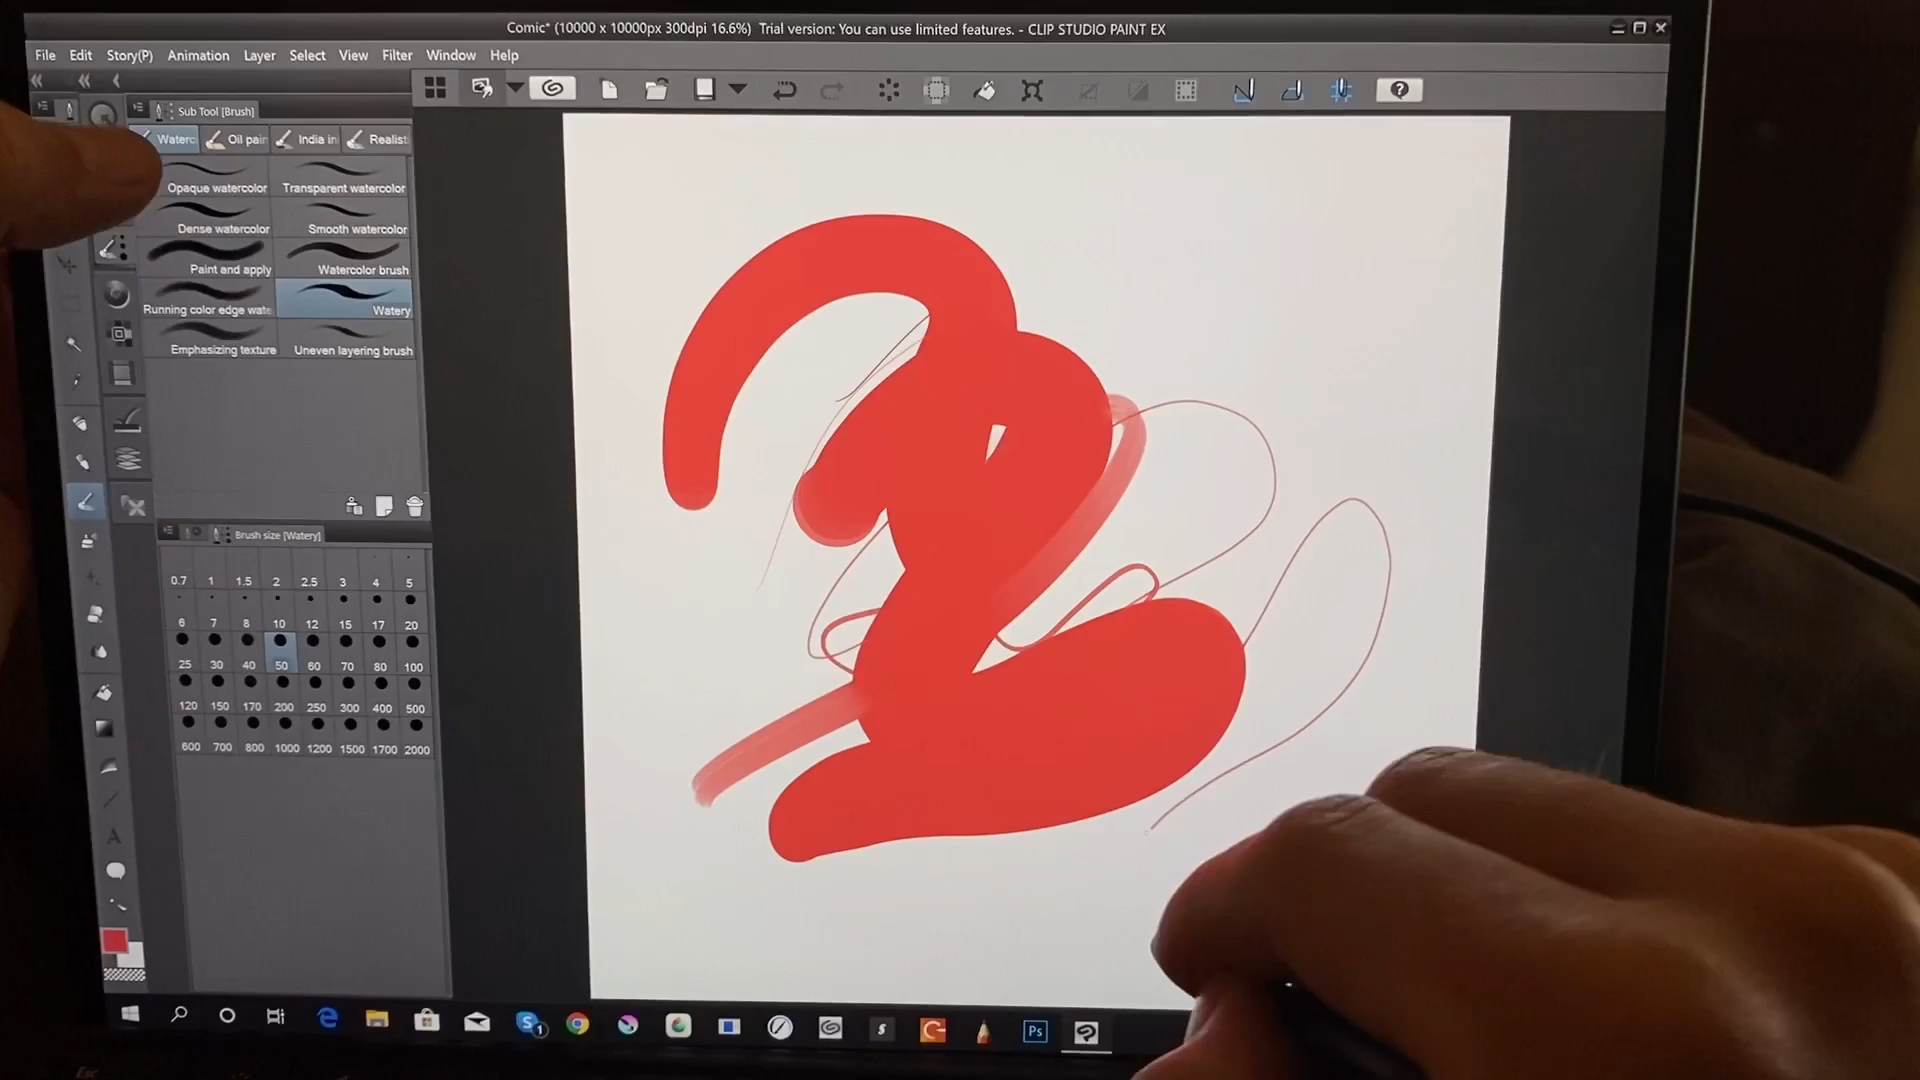 Comic* (10000 x 10000px 300dpi 16.6%) Trial version: You can use limited features. - CLIP STUDIO PAINT EX
File Edit Story(P) Animation Layer Select View Filter Window Help
Sub Tool [Brush]
Waterc Oil pain India in Realist
Opaque watercolor Transparent watercolor
Dense watercolor Smooth watercolor
Paint and apply Watercolor brush
Running color edge wate Watery
Emphasizing texture Uneven layering brush
Brush size [Watery]
0.7 1 1.5 2 2.5 3 4 5
6 7 8 10 12 15 17 20
25 30 40 50 60 70 80 100
120 150 170 200 250 300 400 500
600 700 800 1000 1200 1500 1700 2000
A
S 1 S Ps
Esc